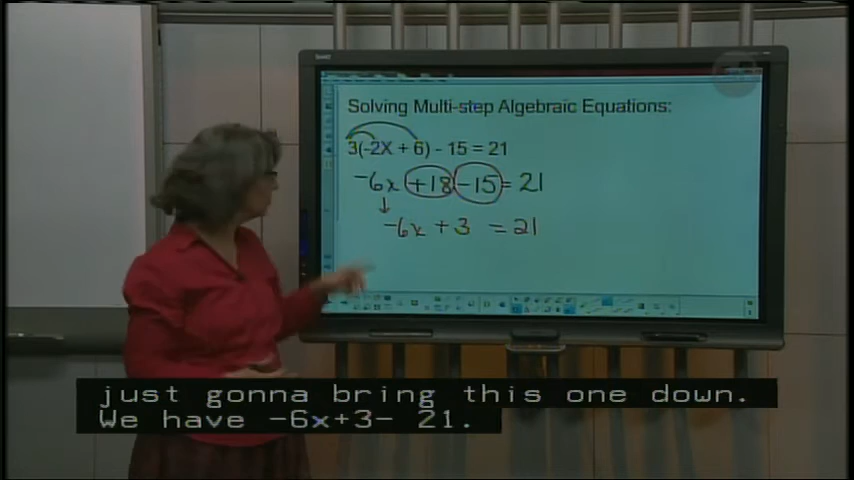 Solving Multi-step Algebraic Equations:
3(-2X + 6) - 15 = 21
-6x +18 -15 = 21
-6x + 3 = 21
just gonna bring this one down.
We have -6x+3- 21.